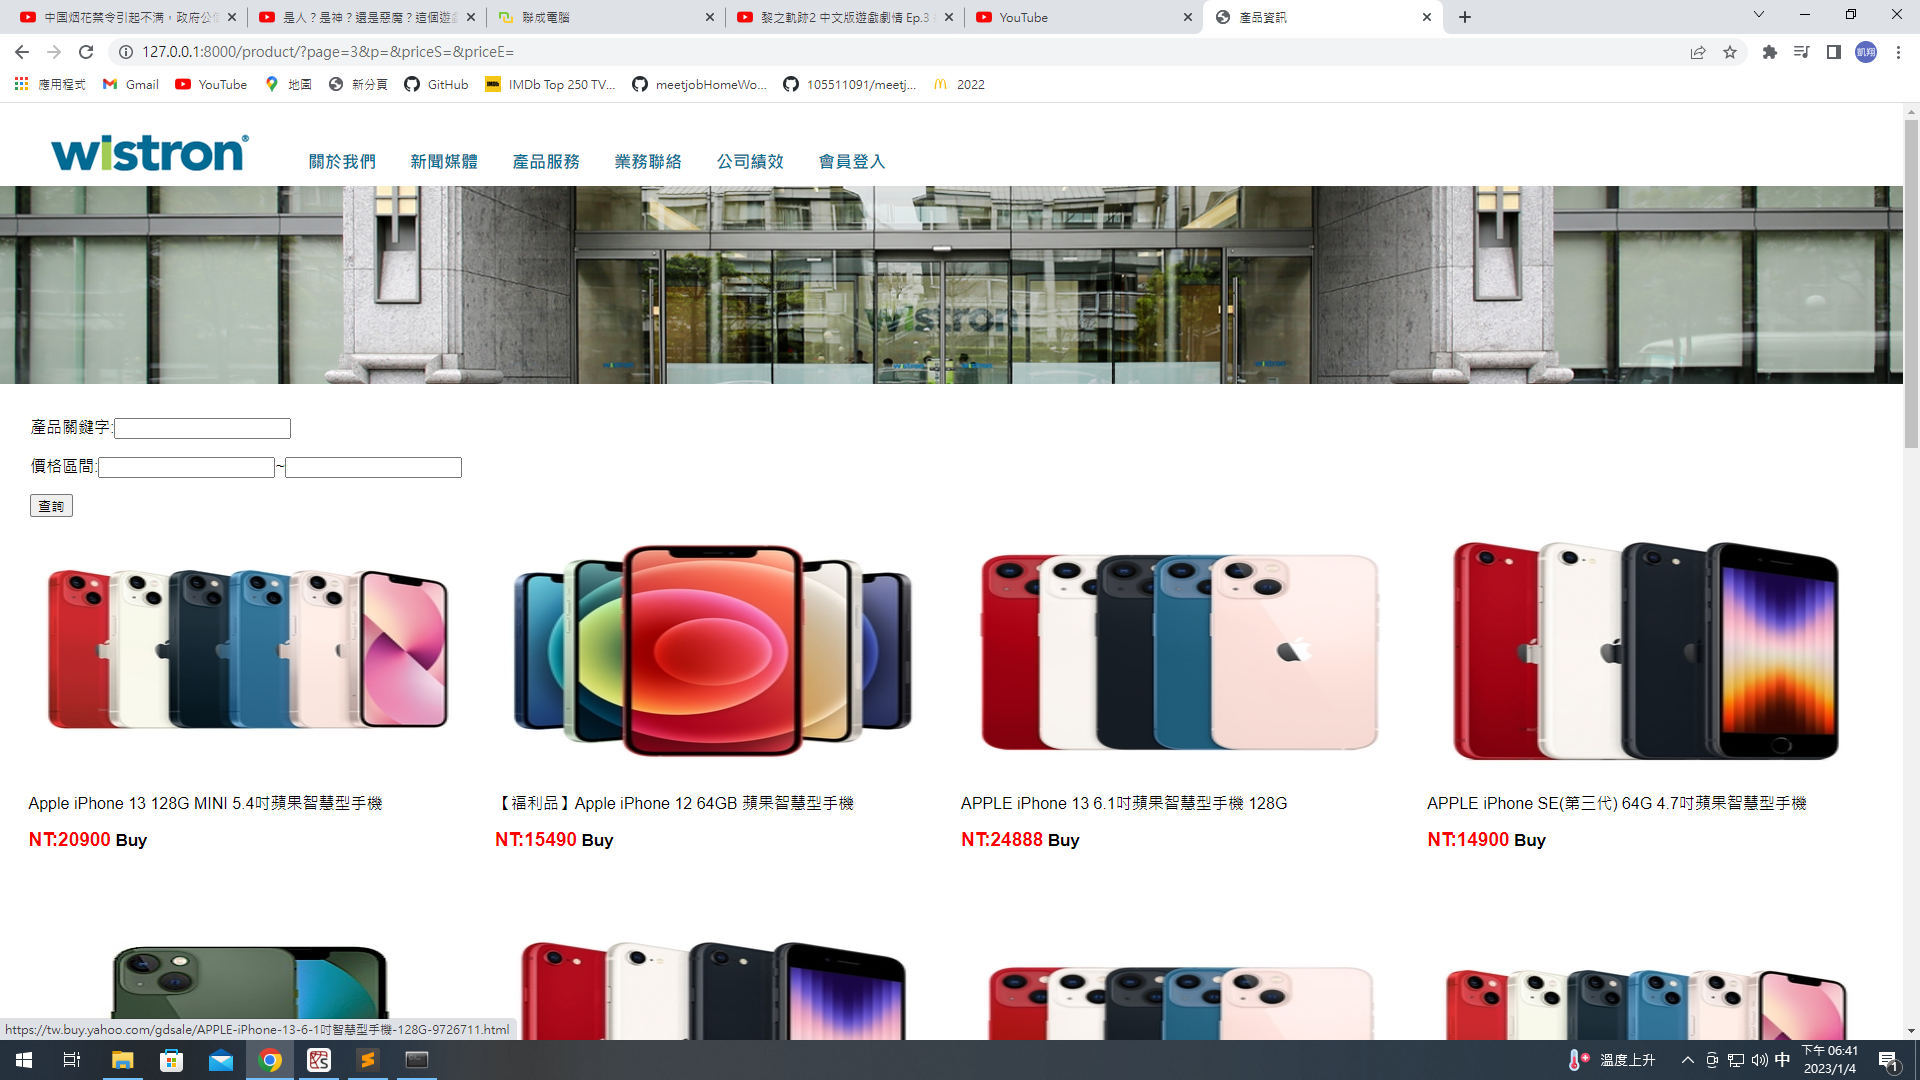 中国烟花禁令引起不满，政府公信
是人？是神？還是惡魔？這個遊戲
聯成電腦
黎之軌跡2 中文版遊戲劇情 Ep.3
YouTube
產品資訊
127.0.0.1:8000/product/?page=3&p=&priceS=&priceE=
凱翔
應用程式
Gmail
YouTube
地圖
新分頁
GitHub
IMDb Top 250 TV...
meetjobHomeWo...
105511091/meetj...
2022
wistron
關於我們
新聞媒體
產品服務
業務聯絡
公司績效
會員登入
wistron
產品關鍵字:
價格區間: ~
查詢
Apple iPhone 13 128G MINI 5.4吋蘋果智慧型手機
NT:20900 Buy
【福利品】Apple iPhone 12 64GB 蘋果智慧型手機
NT:15490 Buy
APPLE iPhone 13 6.1吋蘋果智慧型手機 128G
NT:24888 Buy
APPLE iPhone SE(第三代) 64G 4.7吋蘋果智慧型手機
NT:14900 Buy
https://tw.buy.yahoo.com/gdsale/APPLE-iPhone-13-6-1吋智慧型手機-128G-9726711.html
溫度上升
中
下午 06:41
2023/1/4
1